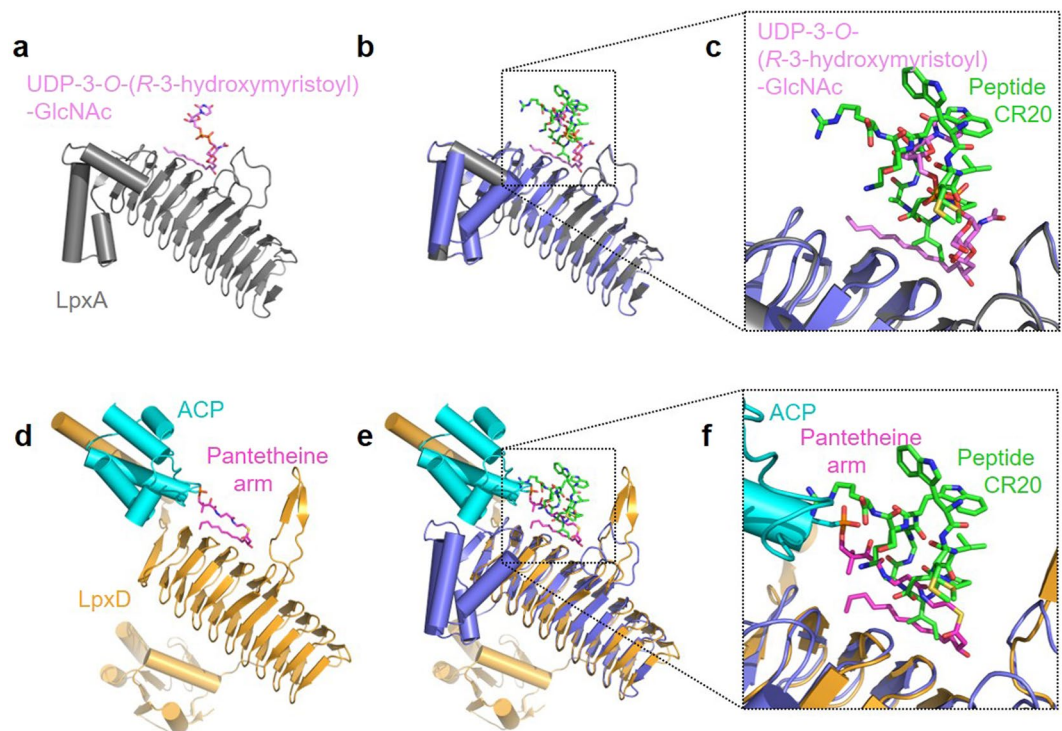 a
UDP-3-O-(R-3-hydroxymyristoyl)
-GlcNAc
LpxA
b
c
UDP-3-O-
(R-3-hydroxymyristoyl)
-GlcNAc
Peptide
CR20
d
ACP
Pantetheine
arm
LpxD
e
f
ACP
Pantetheine
arm
Peptide
CR20